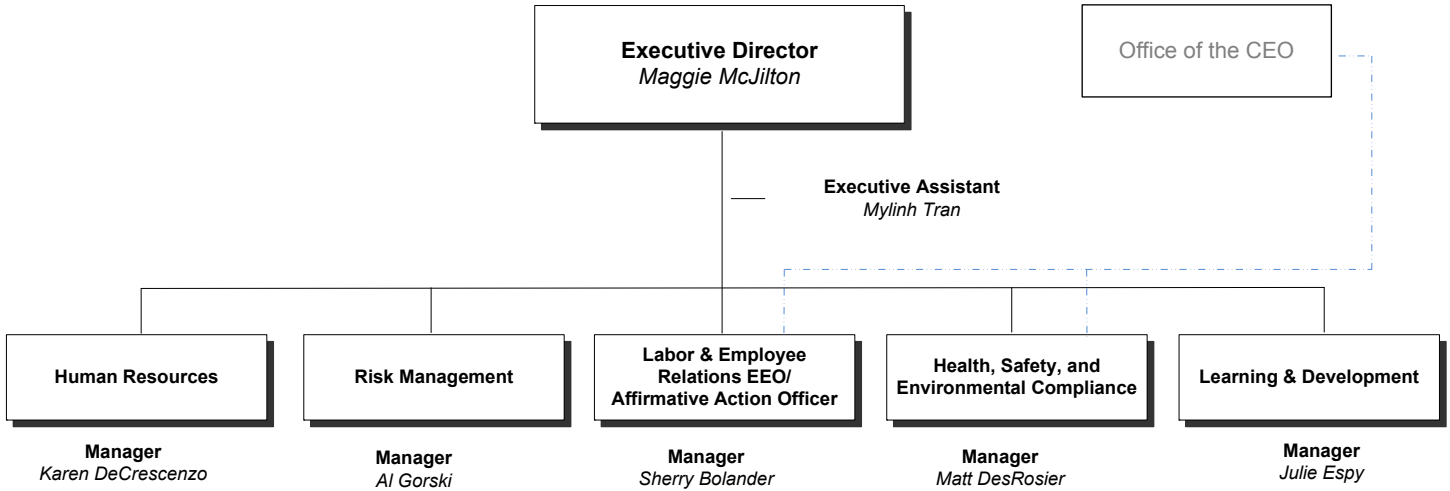 Executive Director
Maggie McJilton
Office of the CEO
Executive Assistant
Mylinh Tran
Human Resources
Manager
Karen DeCrescenzo
Risk Management
Manager
Al Gorski
Labor & Employee
Relations EEO/
Affirmative Action Officer
Manager
Sherry Bolander
Health, Safety, and
Environmental Compliance
Manager
Matt DesRosier
Learning & Development
Manager
Julie Espy